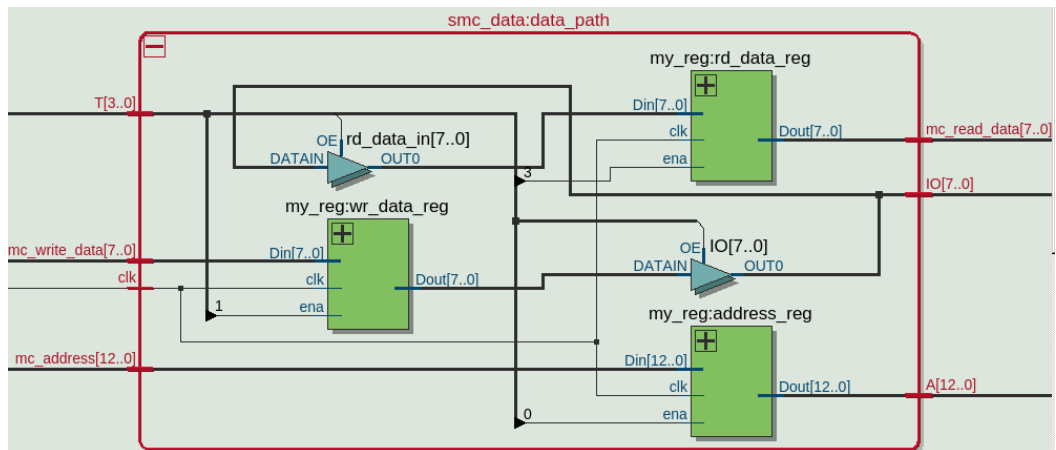 smc_data:data_path
my_reg:rd_data_reg
T[3..0]
Din[7..0]
OE
rd_data_in[7..0]
clk
Dout[7..0]
mc_read_data[7..0]
DATAIN
OUT0
ena
3
IO[7..0]
my_reg:wr_data_reg
mc_write_data[7..0]
Din[7..0]
OE
IO[7..0]
clk
clk
Dout[7..0]
DATAIN
OUT0
1
ena
my_reg:address_reg
mc_address[12..0]
Din[12..0]
clk
Dout[12..0]
A[12..0]
0
ena